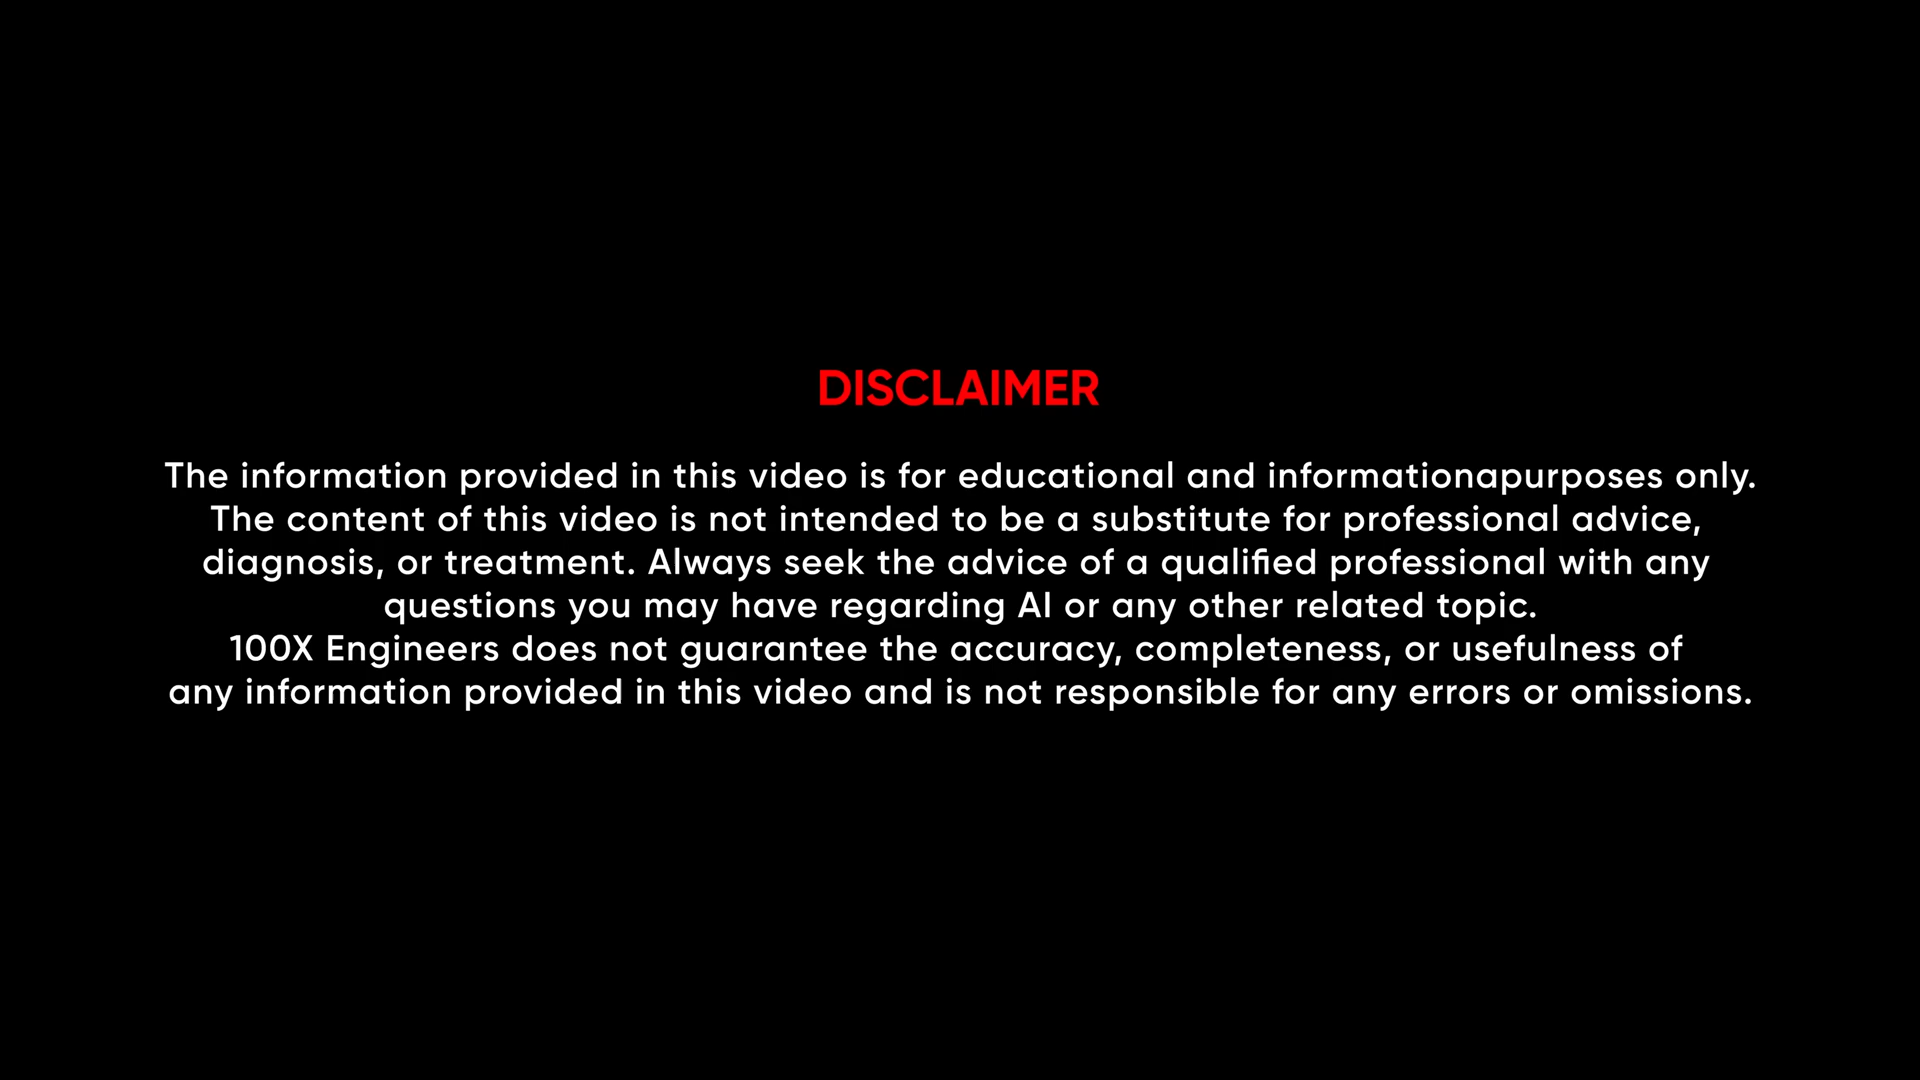 DISCLAIMER
The information provided in this video is for educational and informationapurposes only.
The content of this video is not intended to be a substitute for professional advice,
diagnosis, or treatment. Always seek the advice of a qualified professional with any
questions you may have regarding AI or any other related topic.
100X Engineers does not guarantee the accuracy, completeness, or usefulness of
any information provided in this video and is not responsible for any errors or omissions.